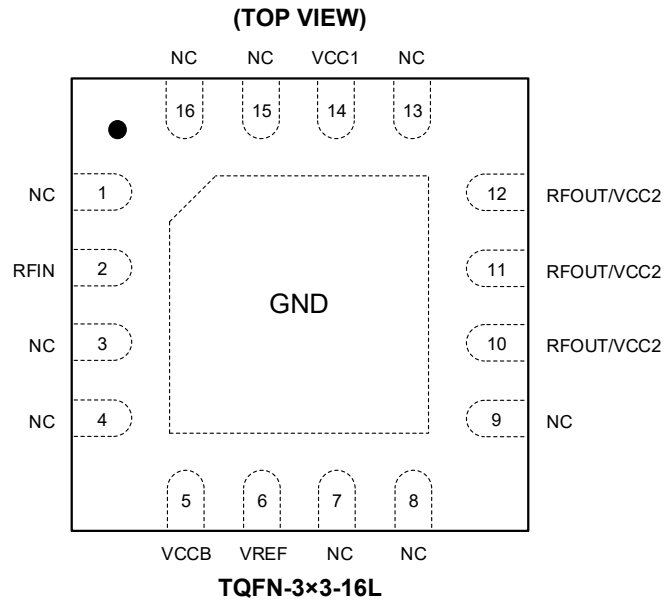 (TOP VIEW)
NC NC VCC1 NC
16 15 14 13
NC 1 12 RFOUT/VCC2
RFIN 2 11 RFOUT/VCC2
GND
NC 3 10 RFOUT/VCC2
NC 4 9 NC
5 6 7 8
VCCB VREF NC NC
TQFN-3×3-16L